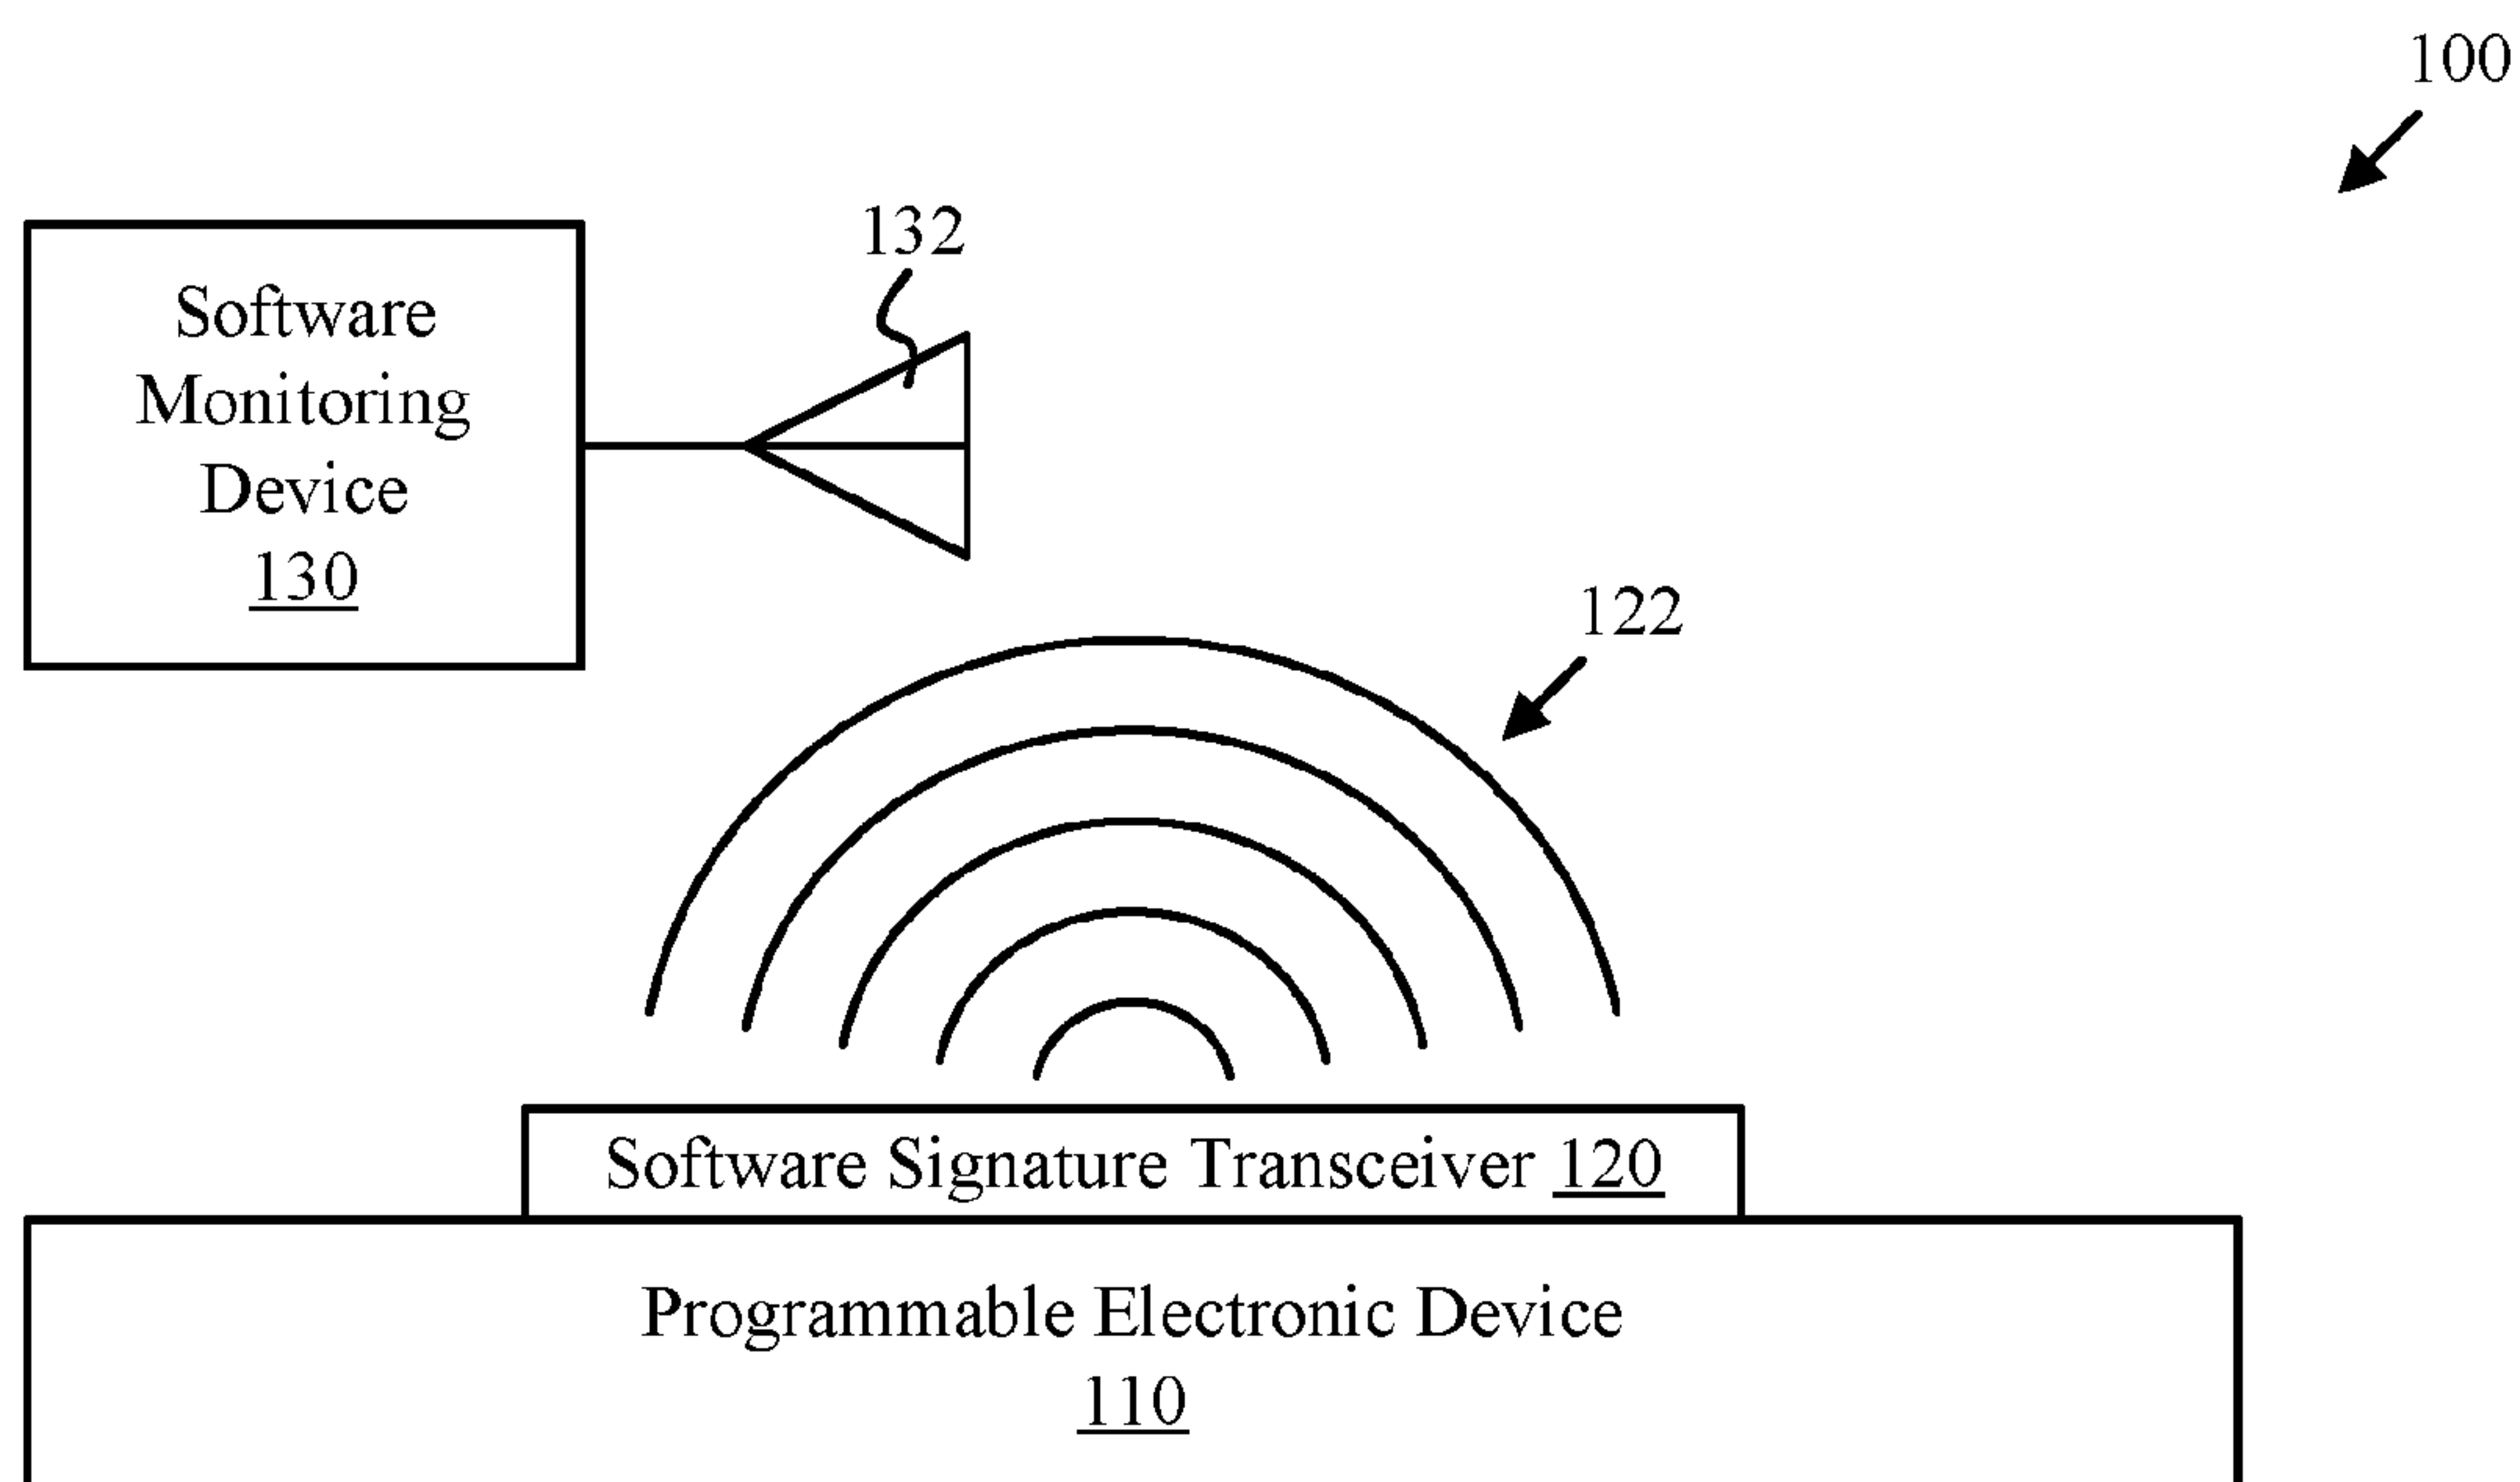 100
132
Software
Monitoring
Device
130
122
Software Signature Transceiver 120
Programmable Electronic Device
110